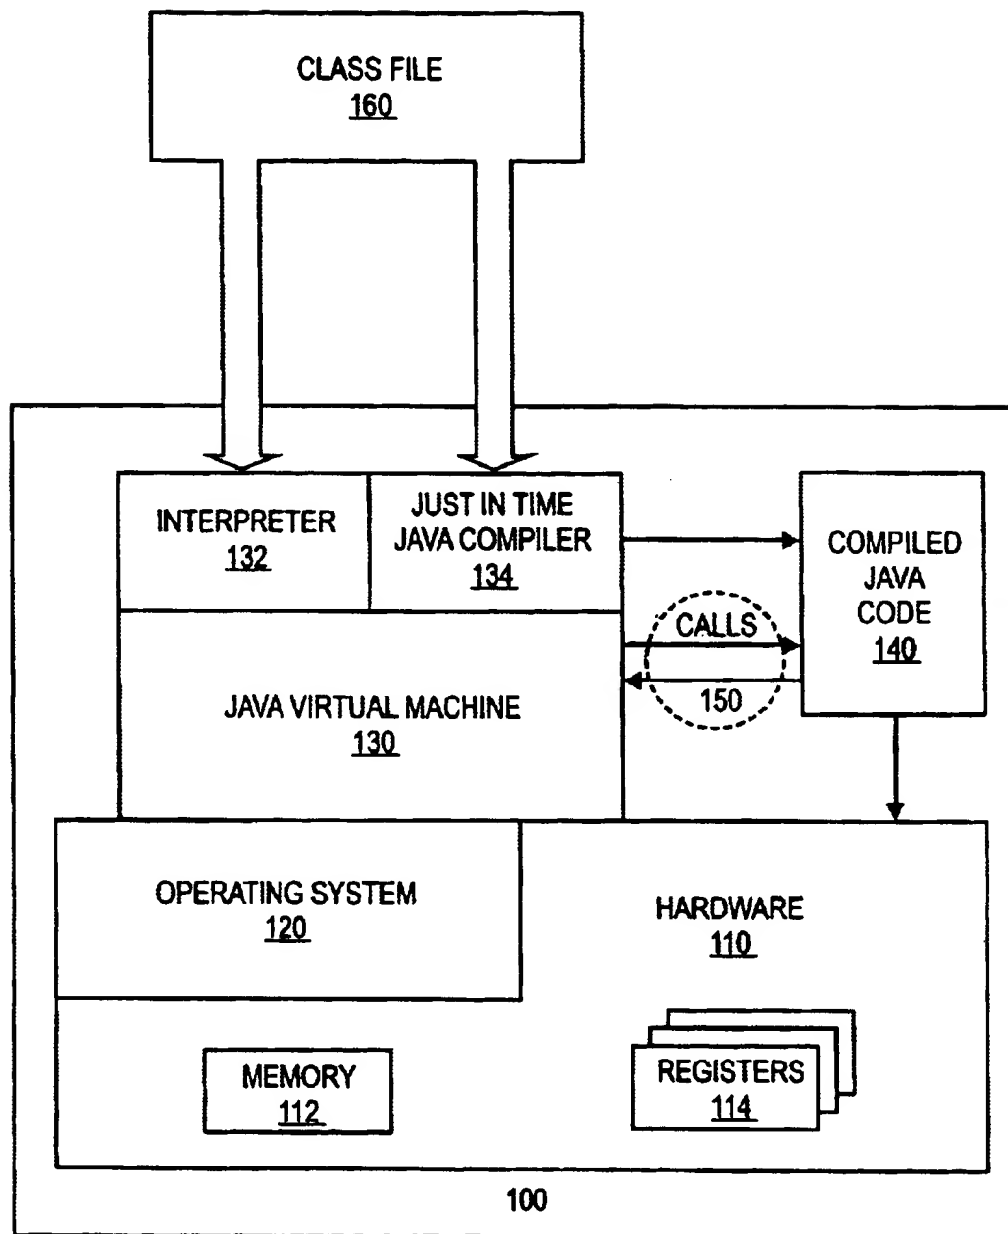 CLASS FILE
160
INTERPRETER
132
JUST IN TIME
JAVA COMPILER
134
COMPILED
JAVA
CODE
140
CALLS
150
JAVA VIRTUAL MACHINE
130
OPERATING SYSTEM
120
HARDWARE
110
MEMORY
112
REGISTERS
114
100